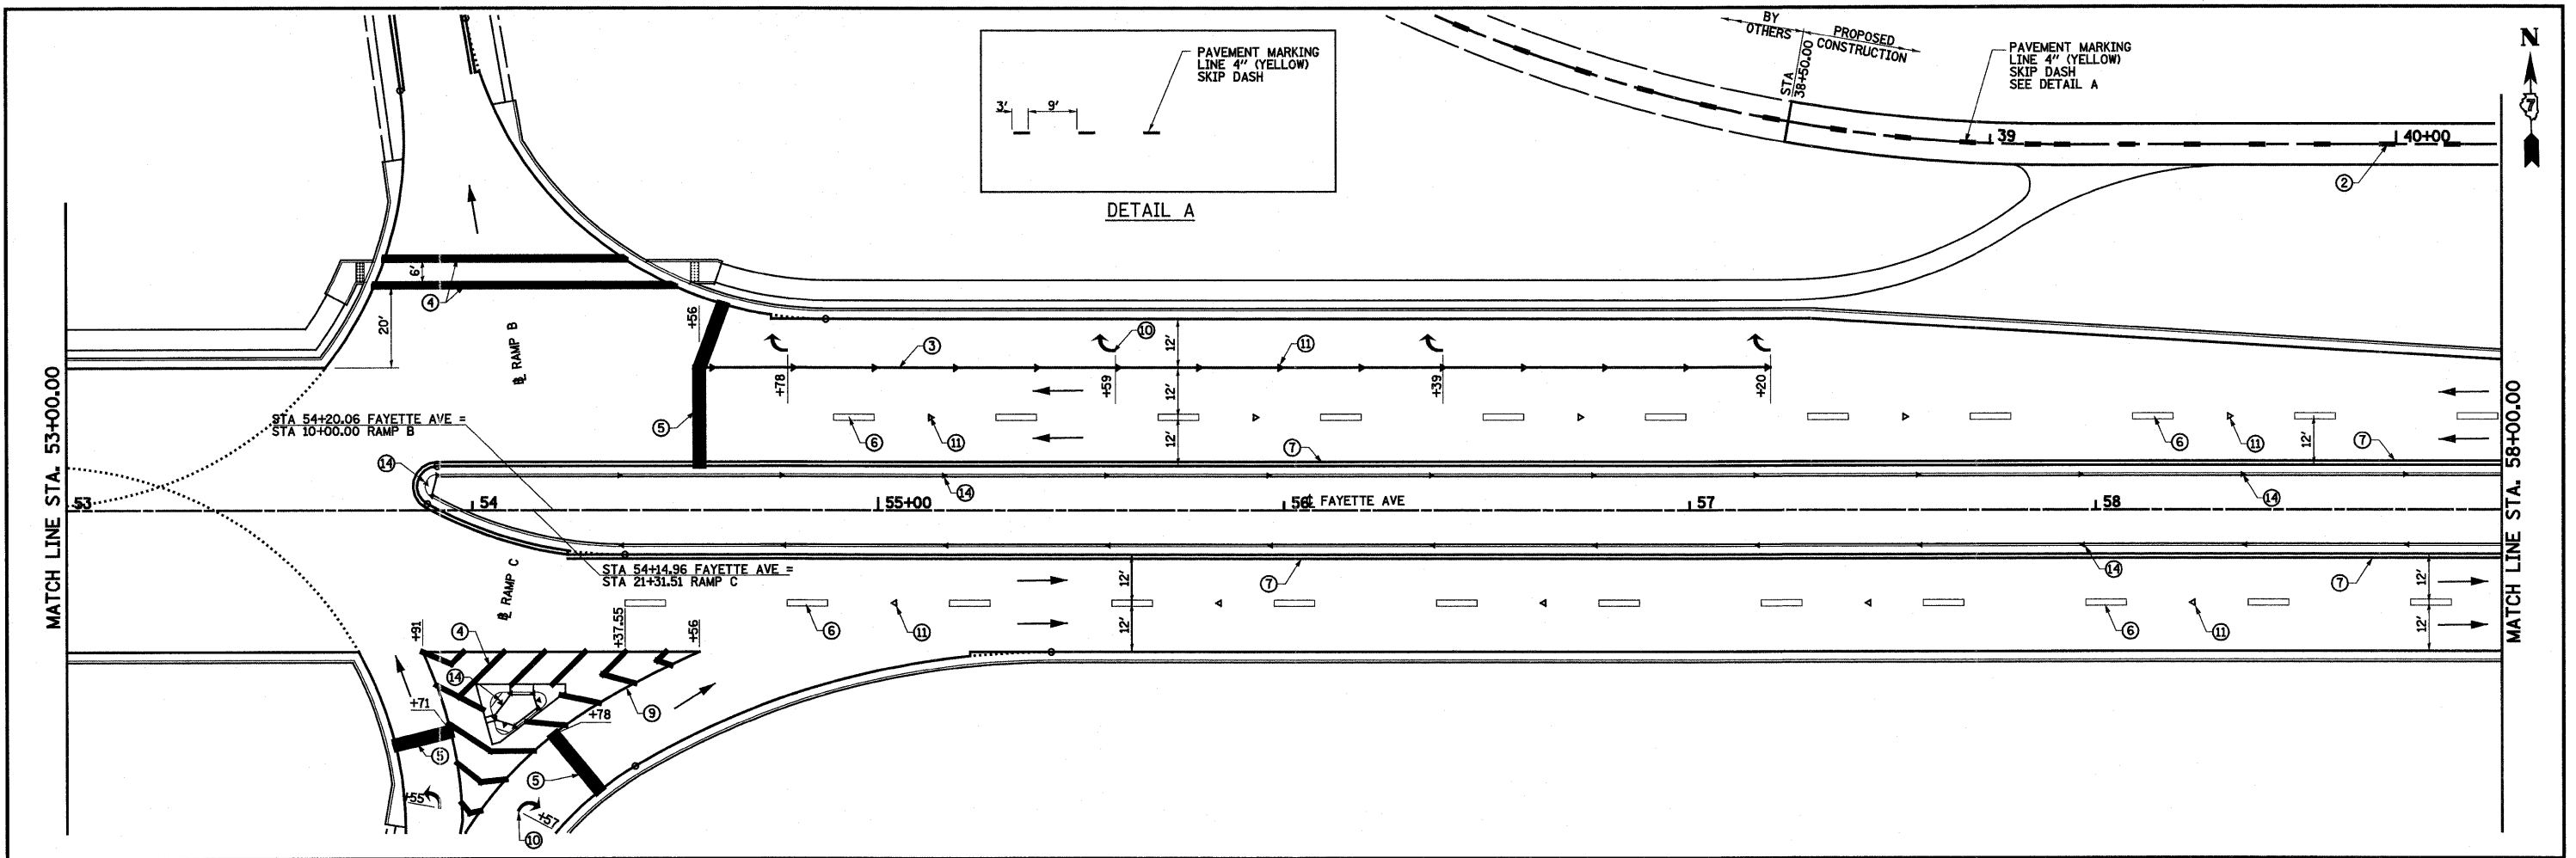 BY
OTHERS
PROPOSED
CONSTRUCTION
STA
38+50.00
PAVEMENT MARKING
LINE 4" (YELLOW)
SKIP DASH
SEE DETAIL A
N
7
PAVEMENT MARKING
LINE 4" (YELLOW)
SKIP DASH
3' 9'
DETAIL A
39 40+00
2
6'
4
20'
℄ RAMP B
+56
3
10
11
12'
+78 +59 +39 +20
12'
STA 54+20.06 FAYETTE AVE =
STA 10+00.00 RAMP B
5
6 11
12'
7
6 11
12'
7
14
14
14
MATCH LINE STA. 53+00.00
MATCH LINE STA. 58+00.00
53 54 55+00 56 ℄ FAYETTE AVE 57 58
℄ RAMP C
STA 54+14.96 FAYETTE AVE =
STA 21+31.51 RAMP C
7
14
7
12'
12'
+91
4
+37.55
+56
6 11
12'
6 11
12'
14
+71
+78
9
5
5
+55
+57
10